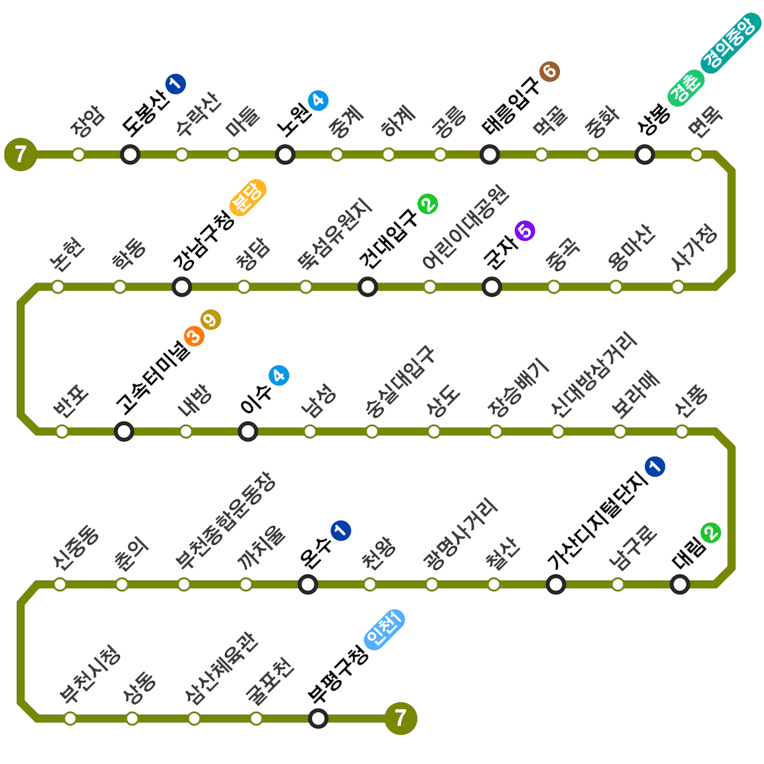 7
장암
도봉산 1
수락산
마들
노원 4
중계
하계
공릉
태릉입구 6
먹골
중화
상봉 경춘 경의중앙
면목
논현
학동
강남구청 분당
청담
뚝섬유원지
건대입구 2
어린이대공원
군자 5
중곡
용마산
사가정
반포
고속터미널 3 9
내방
이수 4
남성
숭실대입구
상도
장승배기
신대방삼거리
보라매
신풍
신중동
춘의
부천종합운동장
까치울
온수 1
천왕
광명사거리
철산
가산디지털단지 1
남구로
대림 2
부천시청
상동
삼산체육관
굴포천
부평구청 인천1
7